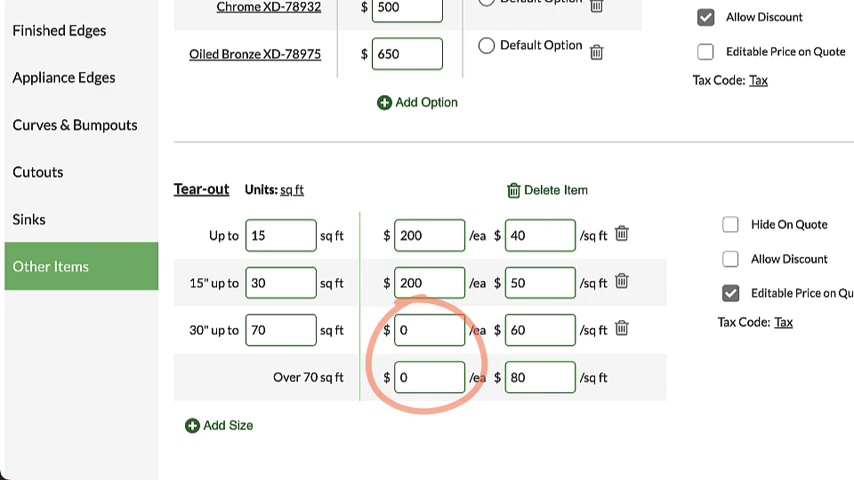 Chrome XD-78932 $ 500 Default Option
Allow Discount
Finished Edges
Oiled Bronze XD-78975 $ 650 Default Option
Editable Price on Quote
Appliance Edges
Tax Code: Tax
Add Option
Curves & Bumpouts
Cutouts
Tear-out Units: sq ft Delete Item
Sinks
Up to 15 sq ft $ 200 /ea $ 40 /sq ft
Hide On Quote
Other Items
Allow Discount
15" up to 30 sq ft $ 200 /ea $ 50 /sq ft
Editable Price on Qu
30" up to 70 sq ft $ 0 /ea $ 60 /sq ft
Tax Code: Tax
Over 70 sq ft $ 0 /ea $ 80 /sq ft
Add Size